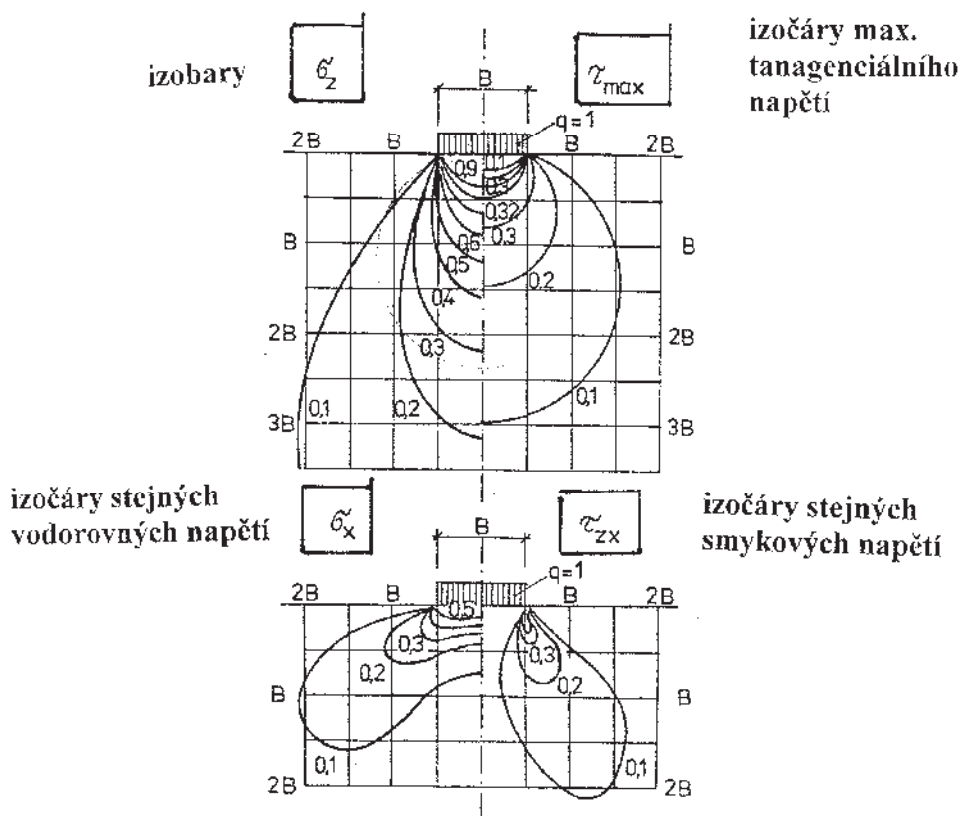 izobary
σz
τmax
izočáry max.
tanagenciálního
napětí
B
q=1
2B
B
B
2B
0,9
0,1
0,3
0,32
0,3
0,6
0,5
0,4
0,3
0,2
0,1
0,2
0,1
B
2B
3B
B
2B
3B
izočáry stejných
vodorovných napětí
σx
τzx
izočáry stejných
smykových napětí
B
q=1
2B
B
B
2B
0,5
0,3
0,2
0,1
0,3
0,2
0,1
B
2B
B
2B